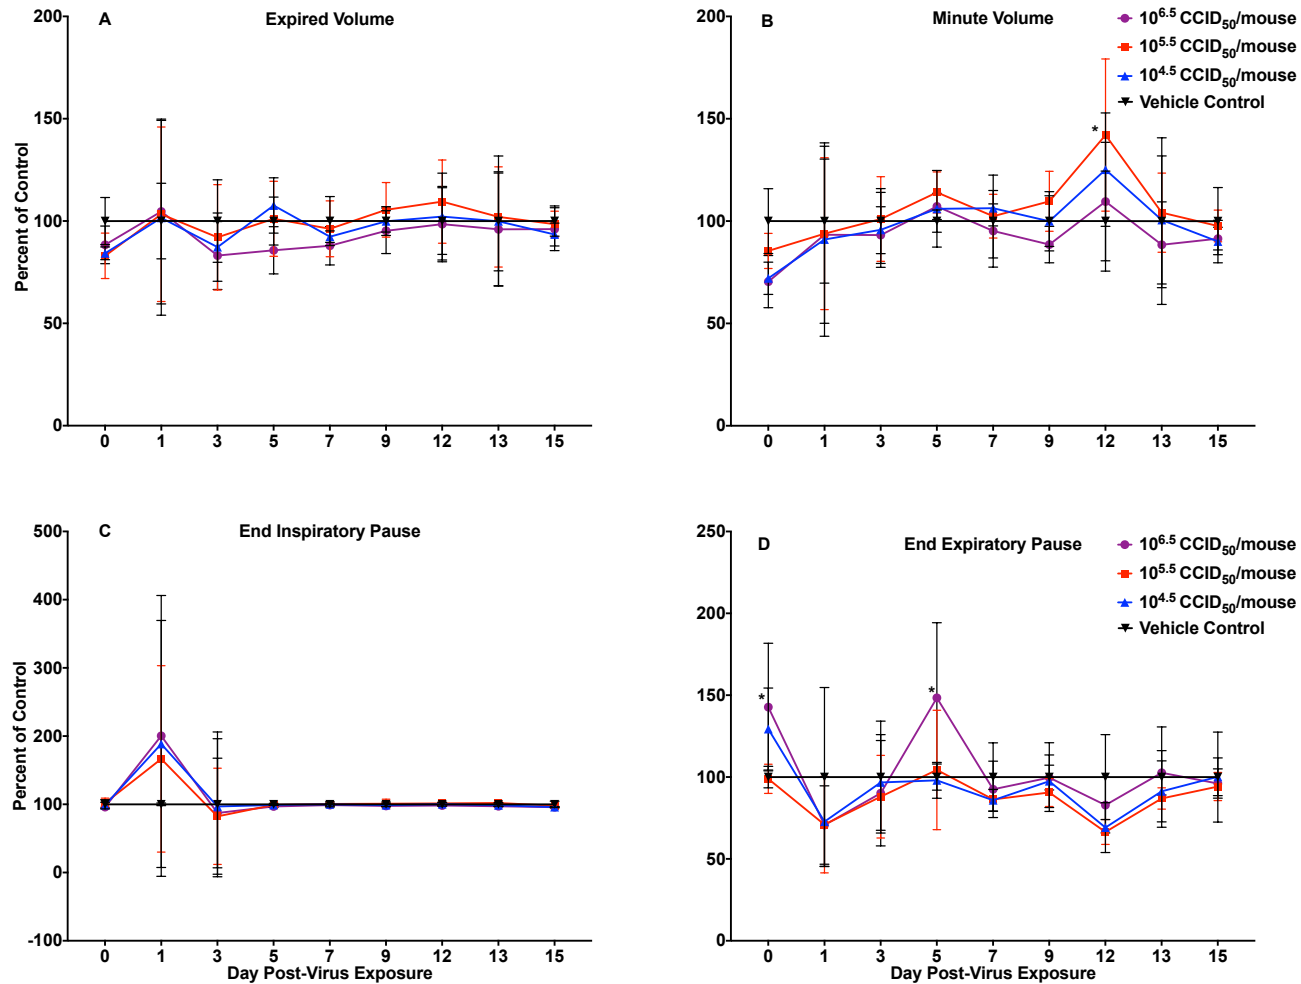 A Expired Volume
200
150
100
50
0
Percent of Control
0 1 3 5 7 9 12 13 15
B Minute Volume
200
150
100
50
0
*
0 1 3 5 7 9 12 13 15
10^6.5 CCID50/mouse
10^5.5 CCID50/mouse
10^4.5 CCID50/mouse
Vehicle Control
C End Inspiratory Pause
500
400
300
200
100
0
-100
Percent of Control
0 1 3 5 7 9 12 13 15
Day Post-Virus Exposure
D End Expiratory Pause
250
200
150
100
50
0
* *
0 1 3 5 7 9 12 13 15
Day Post-Virus Exposure
10^6.5 CCID50/mouse
10^5.5 CCID50/mouse
10^4.5 CCID50/mouse
Vehicle Control